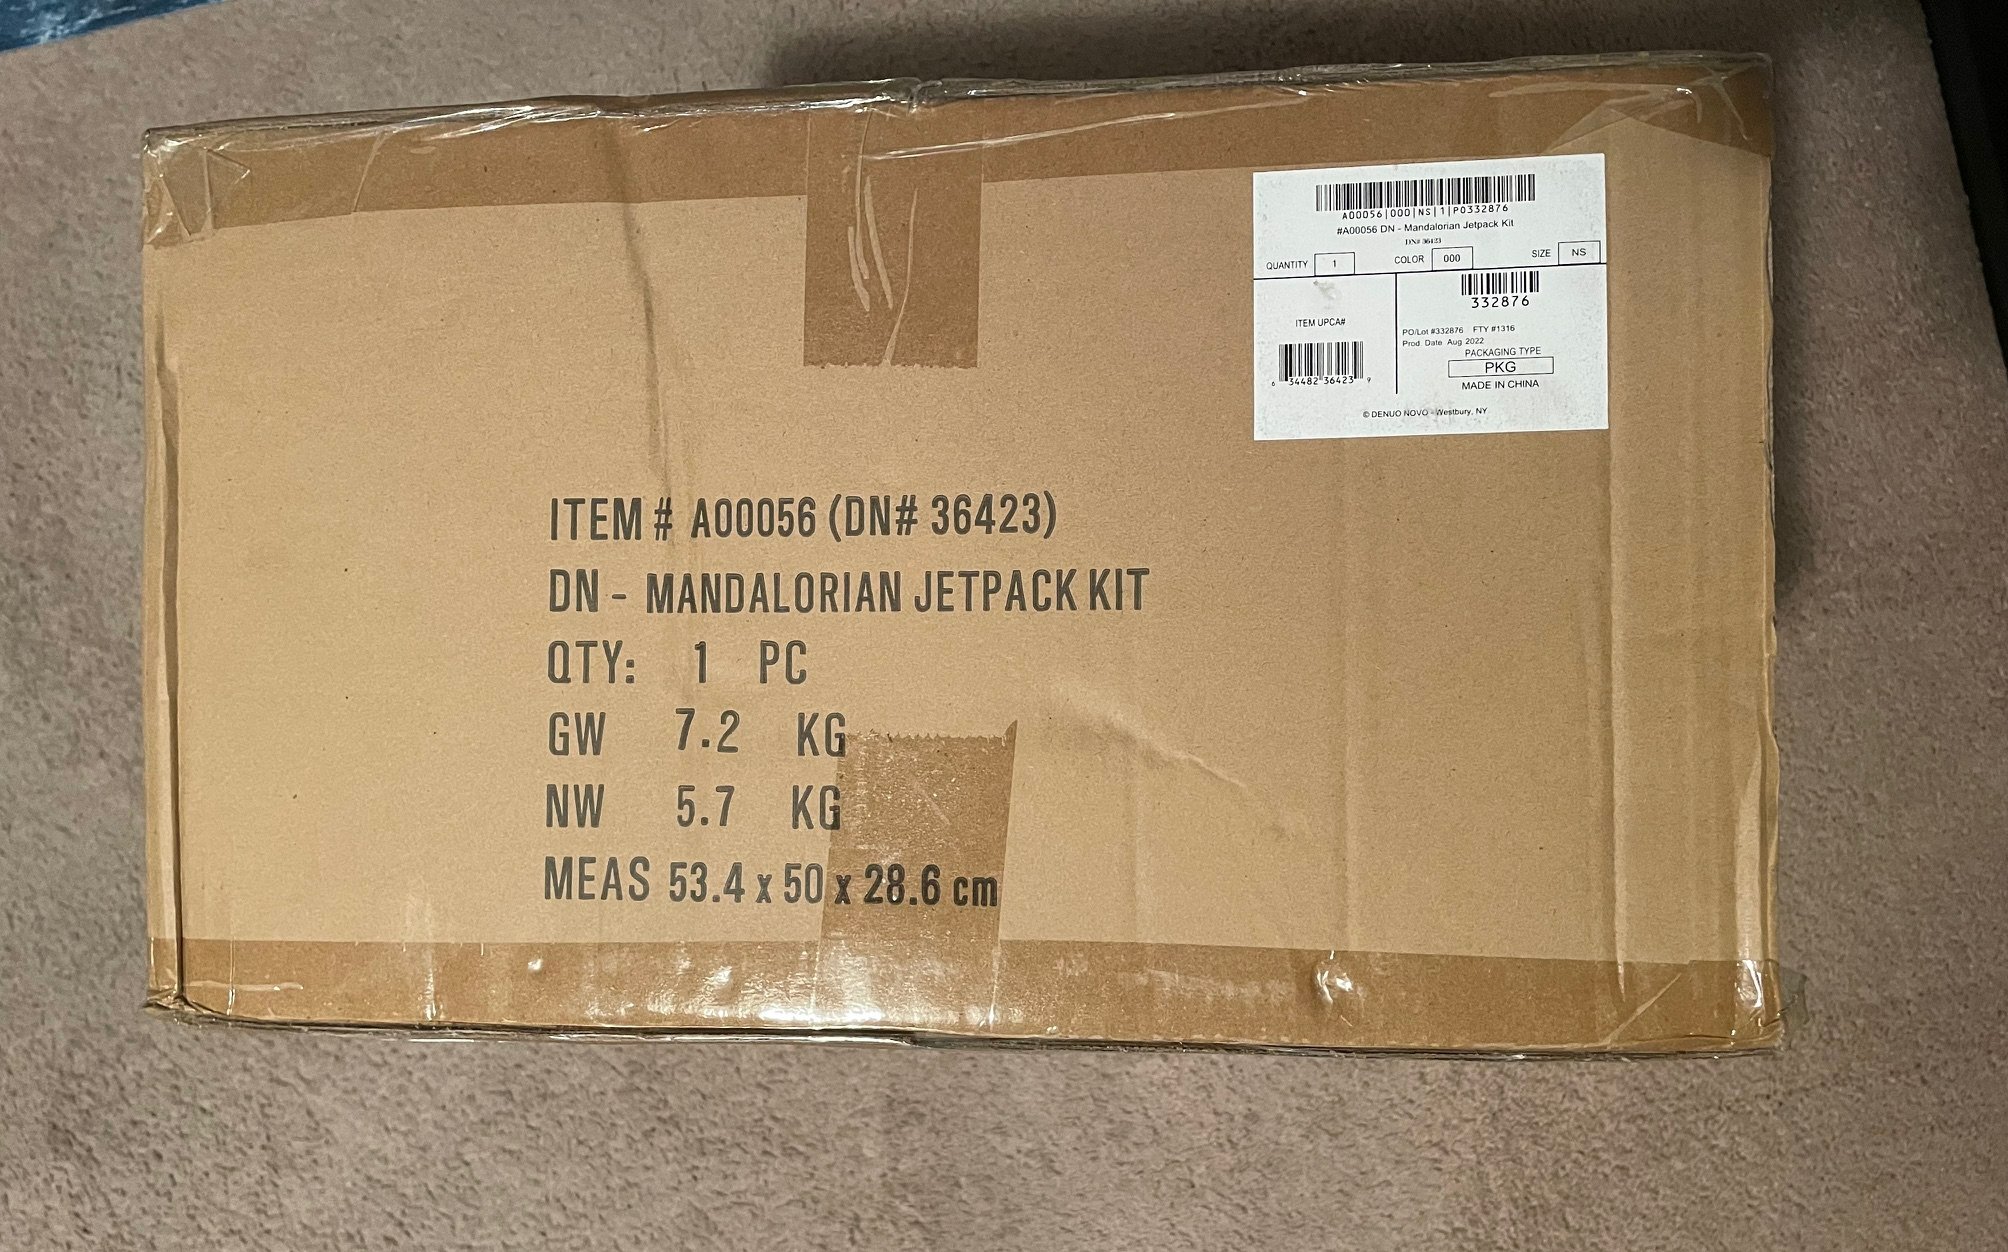 A00056|000|NS|1|P0332876
#A00056 DN - Mandalorian Jetpack Kit
DN# 36423
QUANTITY 1 COLOR 000 SIZE NS
332876
ITEM UPCA#
6 34482 36423 9
PO/Lot #332876 FTY #1316
Prod. Date Aug 2022
PACKAGING TYPE
PKG
MADE IN CHINA
© DENUO NOVO - Westbury, NY
ITEM # A00056 (DN# 36423)
DN - MANDALORIAN JETPACK KIT
QTY: 1 PC
GW 7.2 KG
NW 5.7 KG
MEAS 53.4 x 50 x 28.6 cm